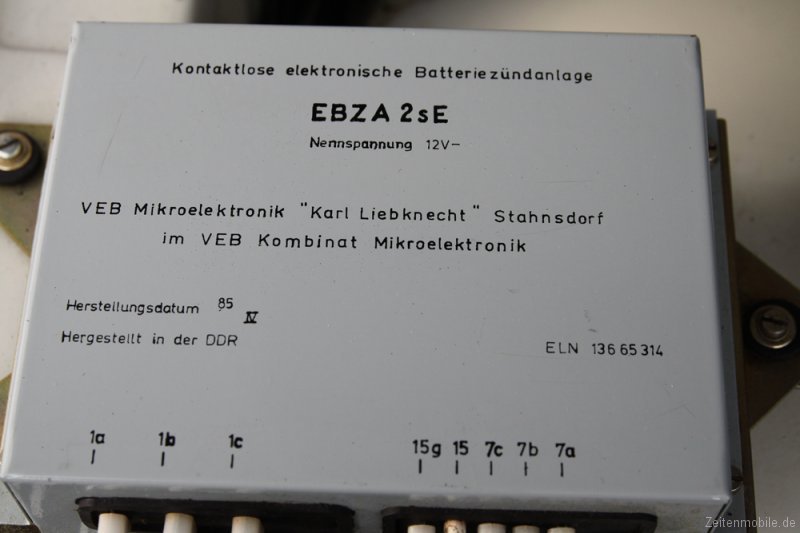 Kontaktlose elektronische Batteriezündanlage
EBZA 2sE
Nennspannung 12V–
VEB Mikroelektronik "Karl Liebknecht" Stahnsdorf
im VEB Kombinat Mikroelektronik
Herstellungsdatum 85 IV
Hergestellt in der DDR
ELN 136 65 314
1a 1b 1c 15g 15 7c 7b 7a
Zeitenmobile.de